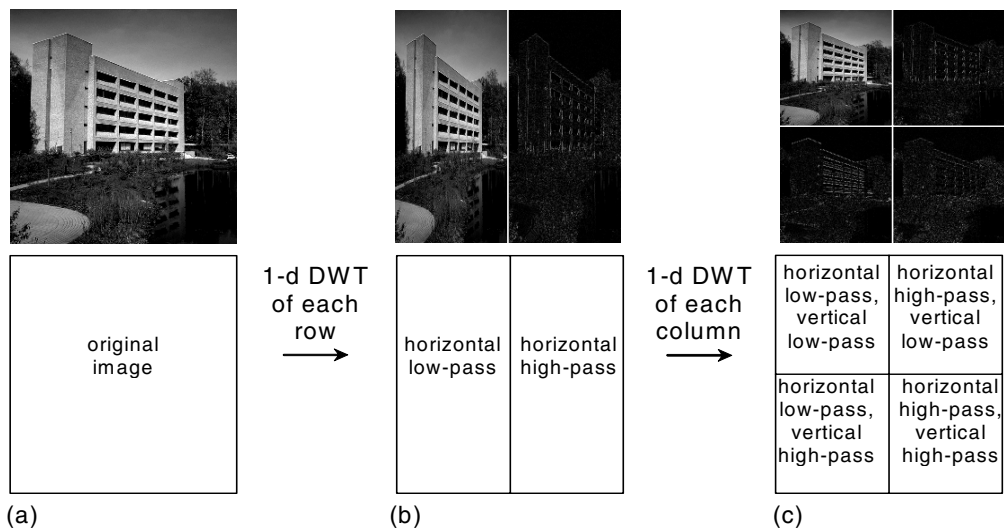 original
image
1-d DWT
of each
row
horizontal
low-pass
horizontal
high-pass
1-d DWT
of each
column
horizontal
low-pass,
vertical
low-pass
horizontal
high-pass,
vertical
low-pass
horizontal
low-pass,
vertical
high-pass
horizontal
high-pass,
vertical
high-pass
(a)
(b)
(c)